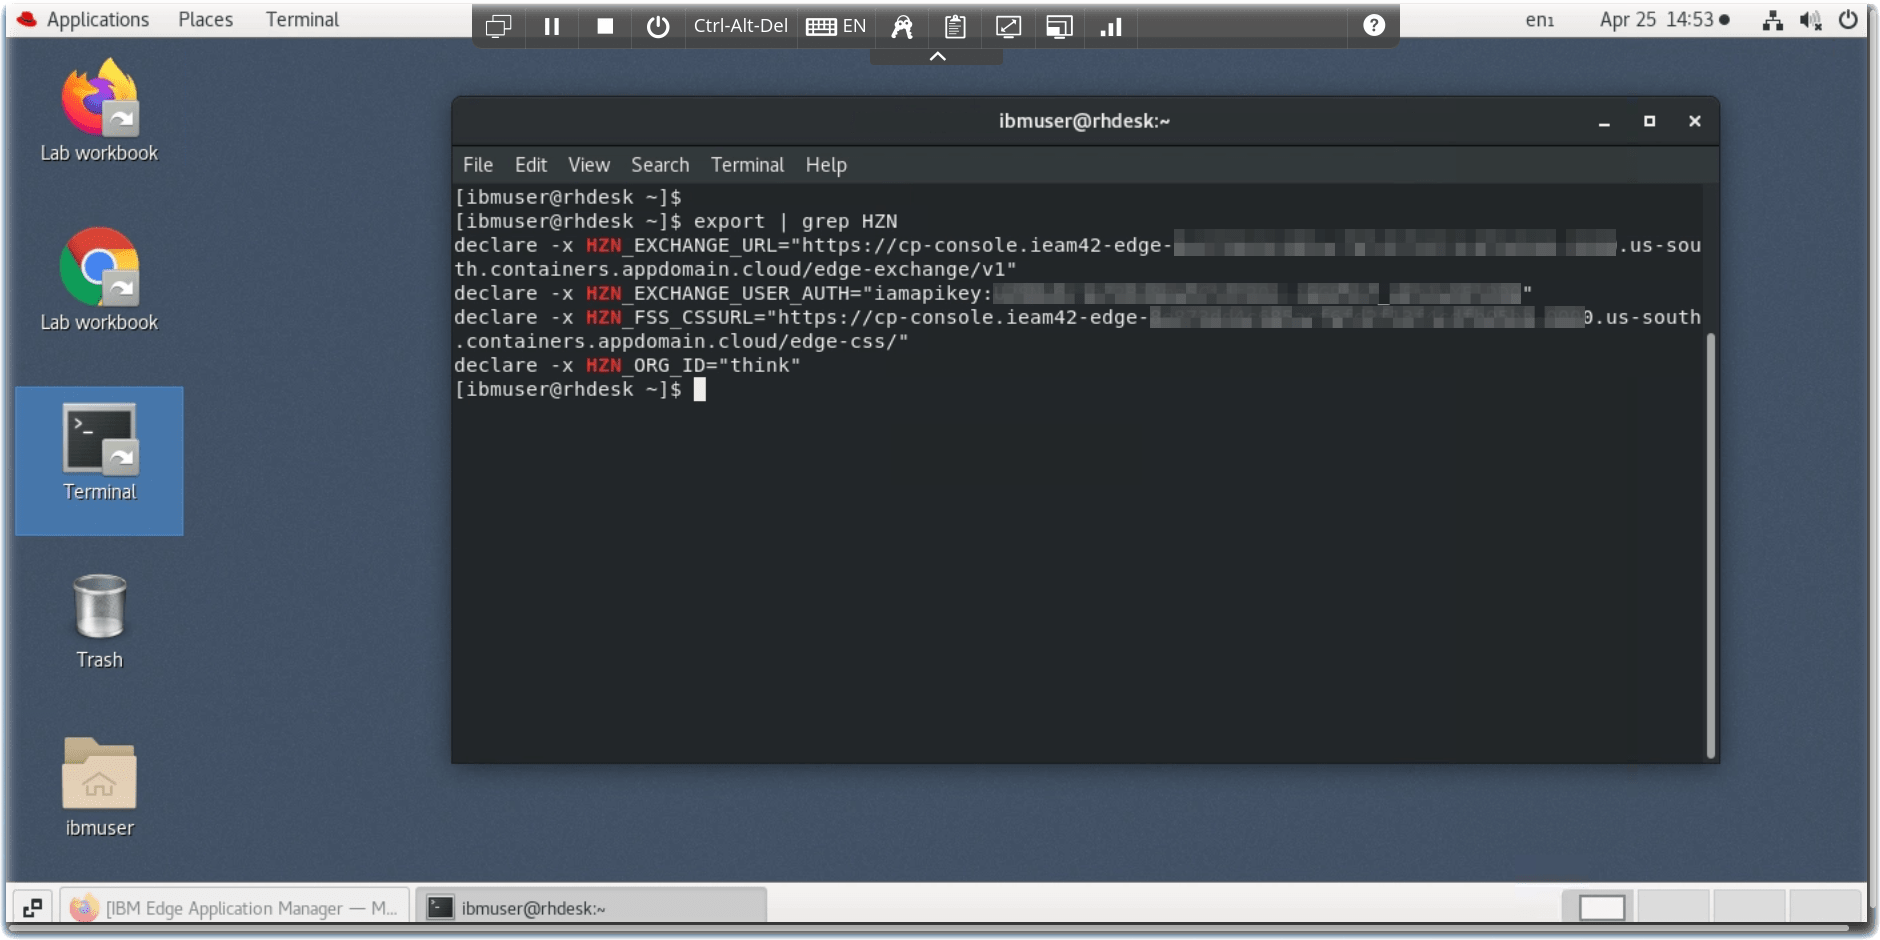 Applications Places Terminal
Ctrl-Alt-Del EN
en1 Apr 25 14:53
Lab workbook
Lab workbook
Terminal
Trash
ibmuser
ibmuser@rhdesk:~
File Edit View Search Terminal Help
[ibmuser@rhdesk ~]$
[ibmuser@rhdesk ~]$ export | grep HZN
declare -x HZN_EXCHANGE_URL="https://cp-console.ieam42-edge- .us-sou
th.containers.appdomain.cloud/edge-exchange/v1"
declare -x HZN_EXCHANGE_USER_AUTH="iamapikey: "
declare -x HZN_FSS_CSSURL="https://cp-console.ieam42-edge- 0.us-south
.containers.appdomain.cloud/edge-css/"
declare -x HZN_ORG_ID="think"
[ibmuser@rhdesk ~]$
[IBM Edge Application Manager — M...
ibmuser@rhdesk:~